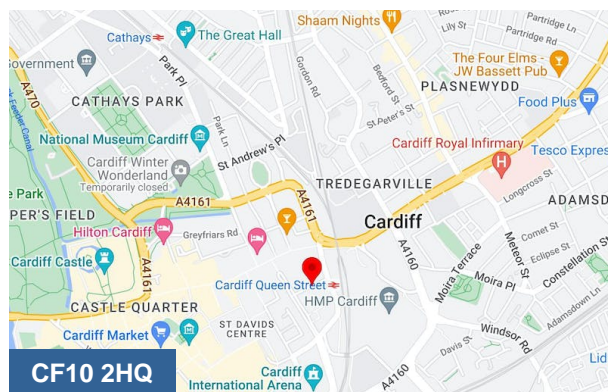 Shaam Nights
Lily St
Partridge Ln
Partridge Rd
Cathays
The Great Hall
Gordon Rd
The Four Elms -
JW Bassett Pub
Government
Park Pl
A470
Bedford St
PLASNEWYDD
CATHAYS PARK
Food Plus
St Peter's St
National Museum Cardiff
Park Ln
St Andrew's Pl
Cardiff Royal Infirmary
Tesco Expres
Cardiff Winter
Wonderland
Temporarily closed
TREDEGARVILLE
Longcross St
e Park
A4161
A4161
ADAMSD
PER'S FIELD
Cardiff
Hilton Cardiff
Greyfriars Rd
Comet St
Eclipse St
Meteor St
A4160
Constellation St
Cardiff Castle
A4161
Moira Terrace
Moira Pl
Cardiff Queen Street
HMP Cardiff
Adamsdown Ln
CASTLE QUARTER
Windsor Rd
Cardiff Market
ST DAVIDS
CENTRE
Davis St
Lid
CF10 2HQ
Cardiff
International Arena
A4160